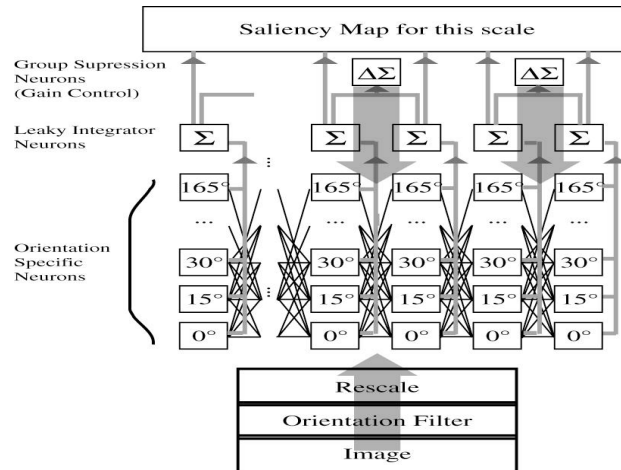 Saliency Map for this scale
Group Supression
Neurons
(Gain Control)
ΔΣ ΔΣ
Leaky Integrator
Neurons
Σ Σ Σ Σ Σ
...
165° 165° 165° 165° 165°
... ... ... ... ...
Orientation
Specific
Neurons
30° 30° 30° 30° 30°
...
15° 15° 15° 15° 15°
0° 0° 0° 0° 0°
Rescale
Orientation Filter
Image